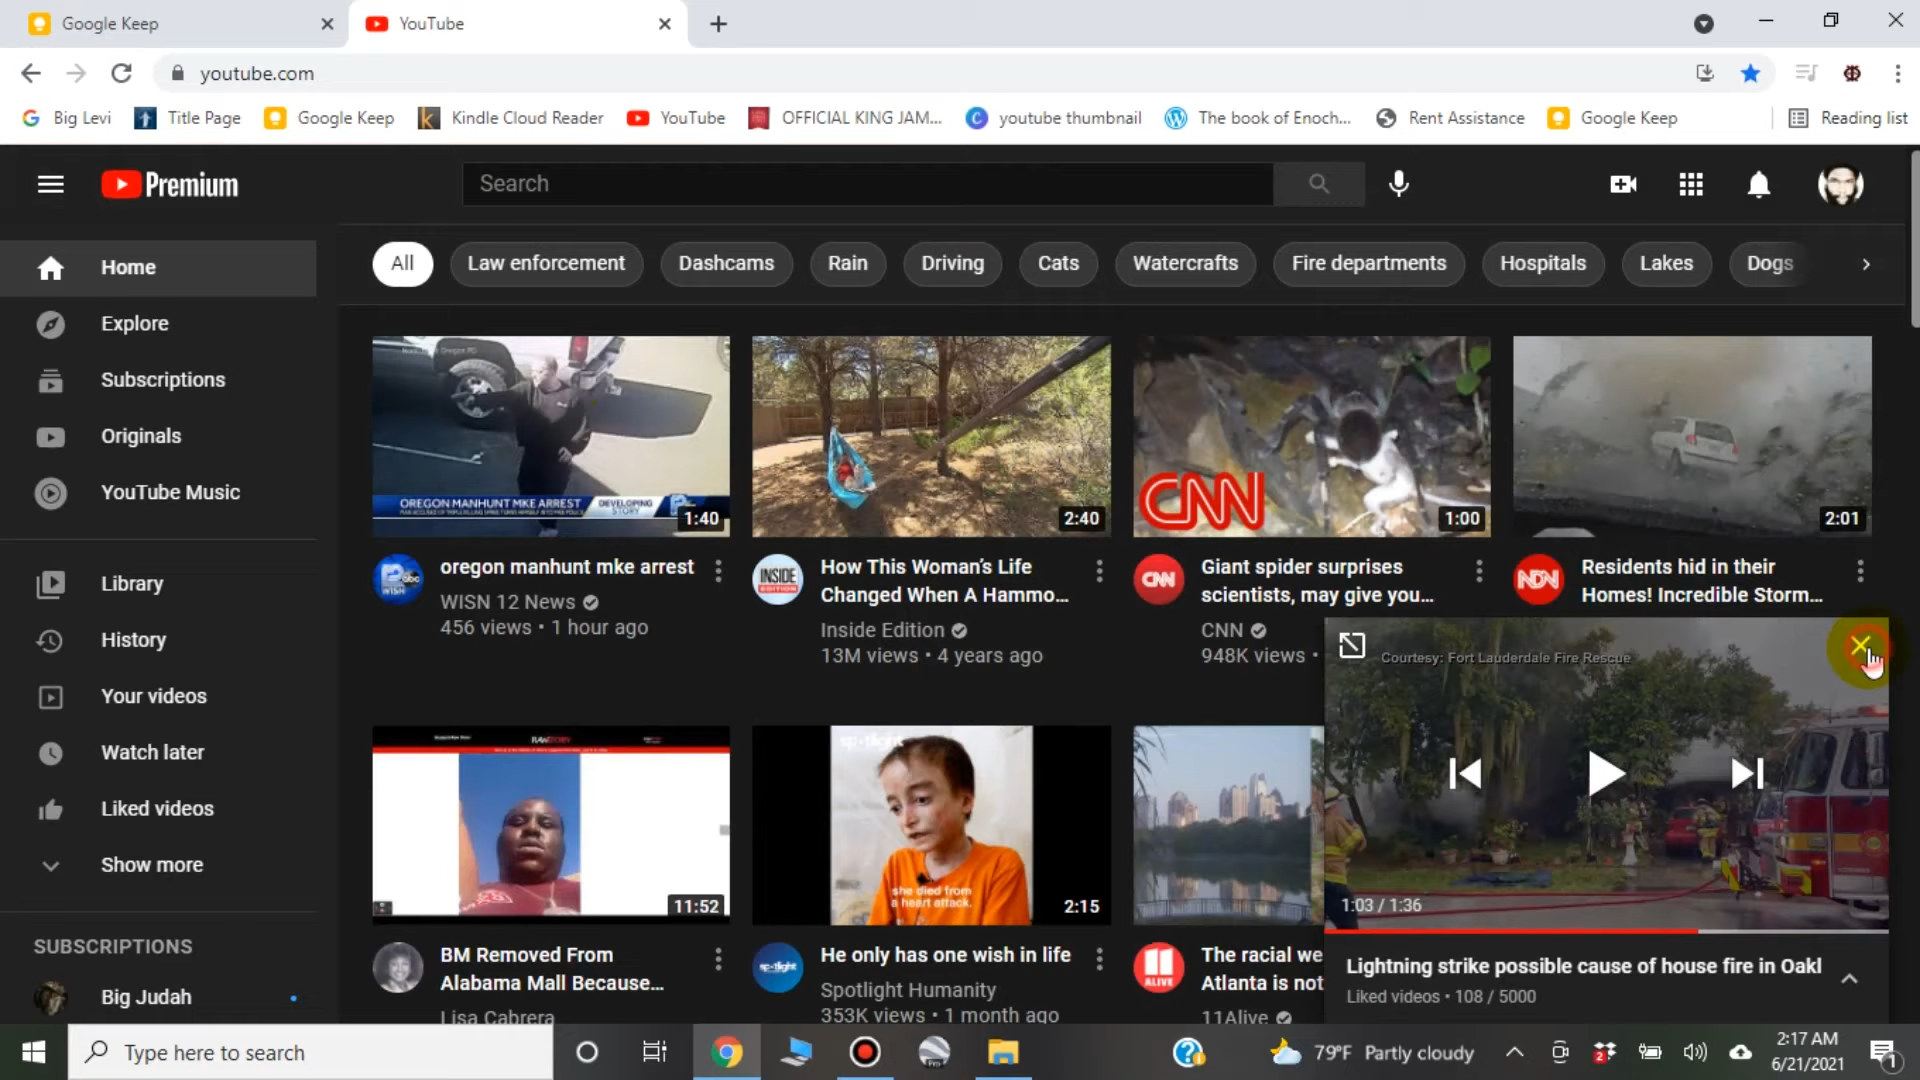 Google Keep
YouTube
youtube.com
Big Levi
Title Page
Google Keep
Kindle Cloud Reader
YouTube
OFFICIAL KING JAM...
youtube thumbnail
The book of Enoch...
Rent Assistance
Google Keep
Reading list
Premium
Search
Home
Explore
Subscriptions
Originals
YouTube Music
Library
History
Your videos
Watch later
Liked videos
Show more
SUBSCRIPTIONS
Big Judah
All
Law enforcement
Dashcams
Rain
Driving
Cats
Watercrafts
Fire departments
Hospitals
Lakes
Dogs
OREGON MANHUNT MKE ARREST
DEVELOPING
STORY
1:40
oregon manhunt mke arrest
WISN 12 News
456 views • 1 hour ago
2:40
INSIDE
EDITION
How This Woman's Life
Changed When A Hammo...
Inside Edition
13M views • 4 years ago
CNN
1:00
CNN
Giant spider surprises
scientists, may give you...
CNN
948K views •
2:01
NDN
Residents hid in their
Homes! Incredible Storm...
11:52
BM Removed From
Alabama Mall Because...
Lisa Cabrera
spotlight
she died from
a heart attack.
2:15
He only has one wish in life
Spotlight Humanity
353K views • 1 month ago
11
ALIVE
The racial we
Atlanta is not
11Alive
Courtesy: Fort Lauderdale Fire Rescue
1:03 / 1:36
Lightning strike possible cause of house fire in Oakl
Liked videos • 108 / 5000
Type here to search
79°F Partly cloudy
2:17 AM
6/21/2021